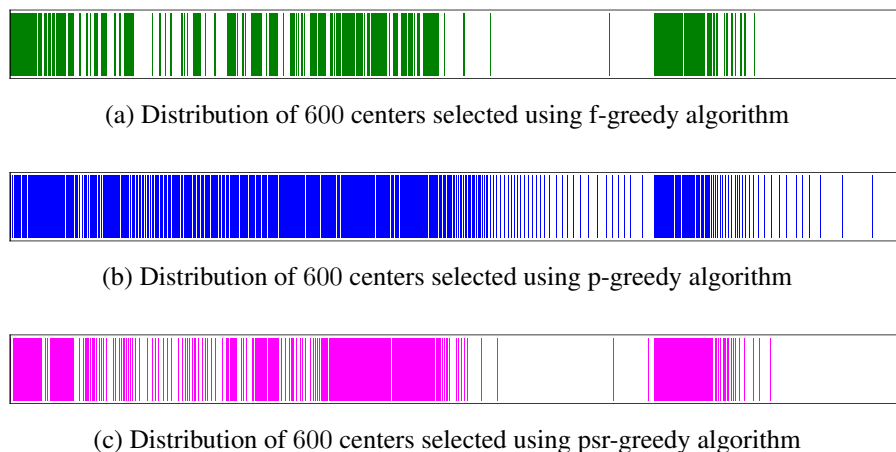 (a) Distribution of 600 centers selected using f-greedy algorithm
(b) Distribution of 600 centers selected using p-greedy algorithm
(c) Distribution of 600 centers selected using psr-greedy algorithm